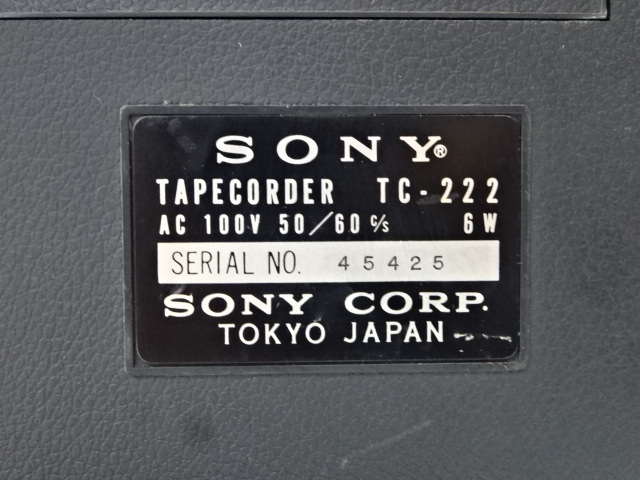 SONY®
TAPECORDER TC-222
AC 100V 50/60 c/s 6W
SERIAL NO. 45425
SONY CORP.
TOKYO JAPAN